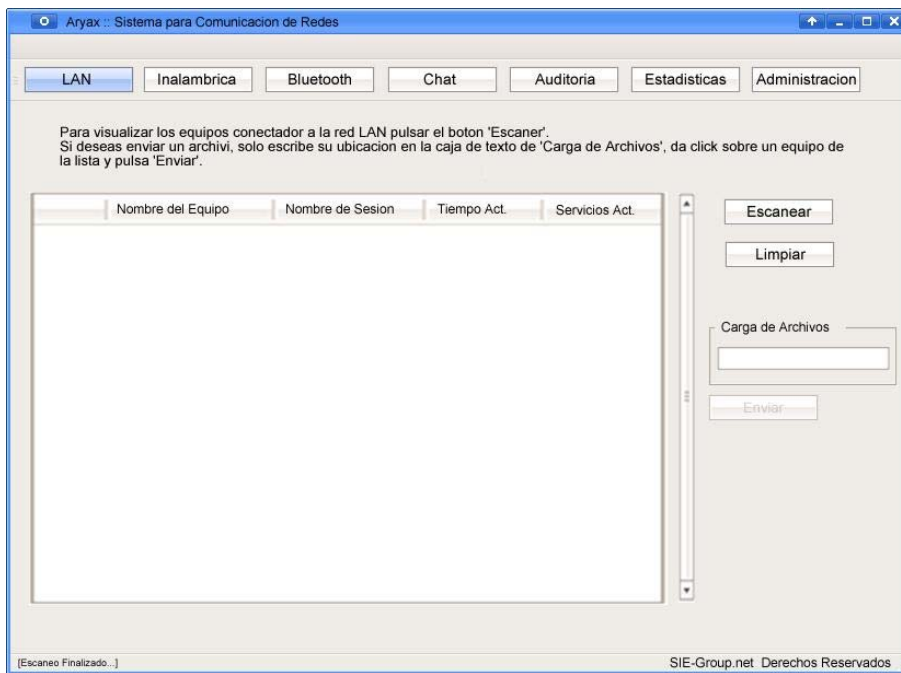 Aryax :: Sistema para Comunicacion de Redes
LAN Inalambrica Bluetooth Chat Auditoria Estadisticas Administracion
Para visualizar los equipos conectador a la red LAN pulsar el boton 'Escaner'.
Si deseas enviar un archivi, solo escribe su ubicacion en la caja de texto de 'Carga de Archivos', da click sobre un equipo de
la lista y pulsa 'Enviar'.
Nombre del Equipo Nombre de Sesion Tiempo Act. Servicios Act.
Escanear
Limpiar
Carga de Archivos
Enviar
[Escaneo Finalizado...] SIE-Group.net Derechos Reservados